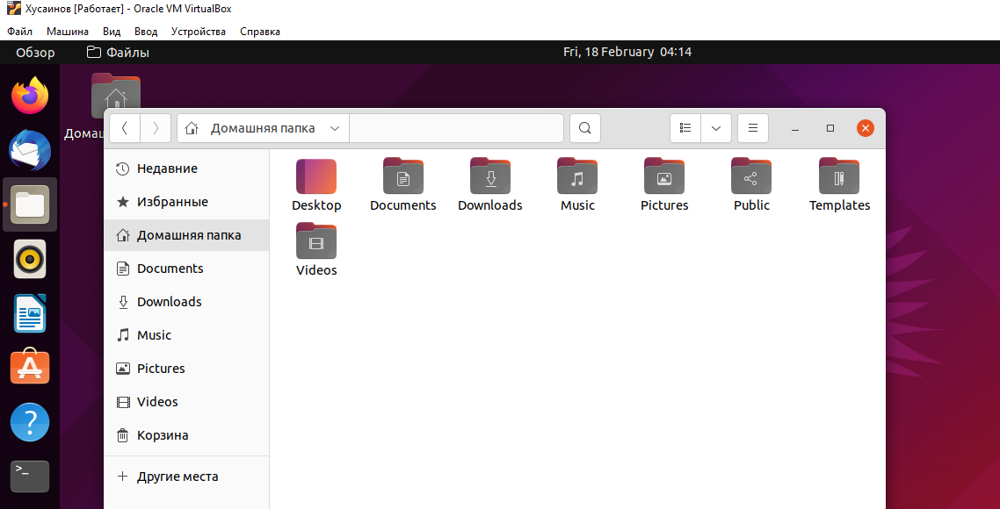 Хусаинов [Работает] - Oracle VM VirtualBox
Файл Машина Вид Ввод Устройства Справка
Обзор Файлы Fri, 18 February 04:14
Домаш
Домашняя папка
Недавние
Избранные
Домашняя папка
Documents
Downloads
Music
Pictures
Videos
Корзина
Другие места
Desktop Documents Downloads Music Pictures Public Templates
Videos